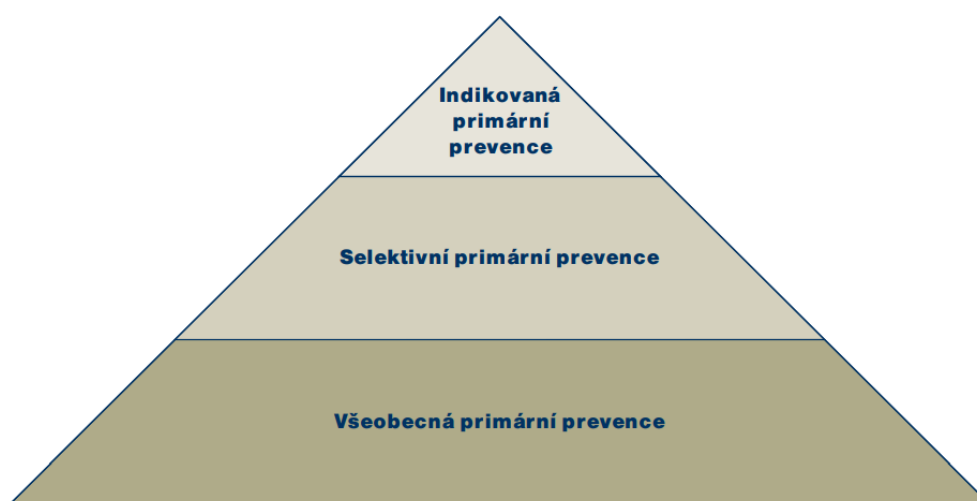 Indikovaná
primární
prevence
Selektivní primární prevence
Všeobecná primární prevence